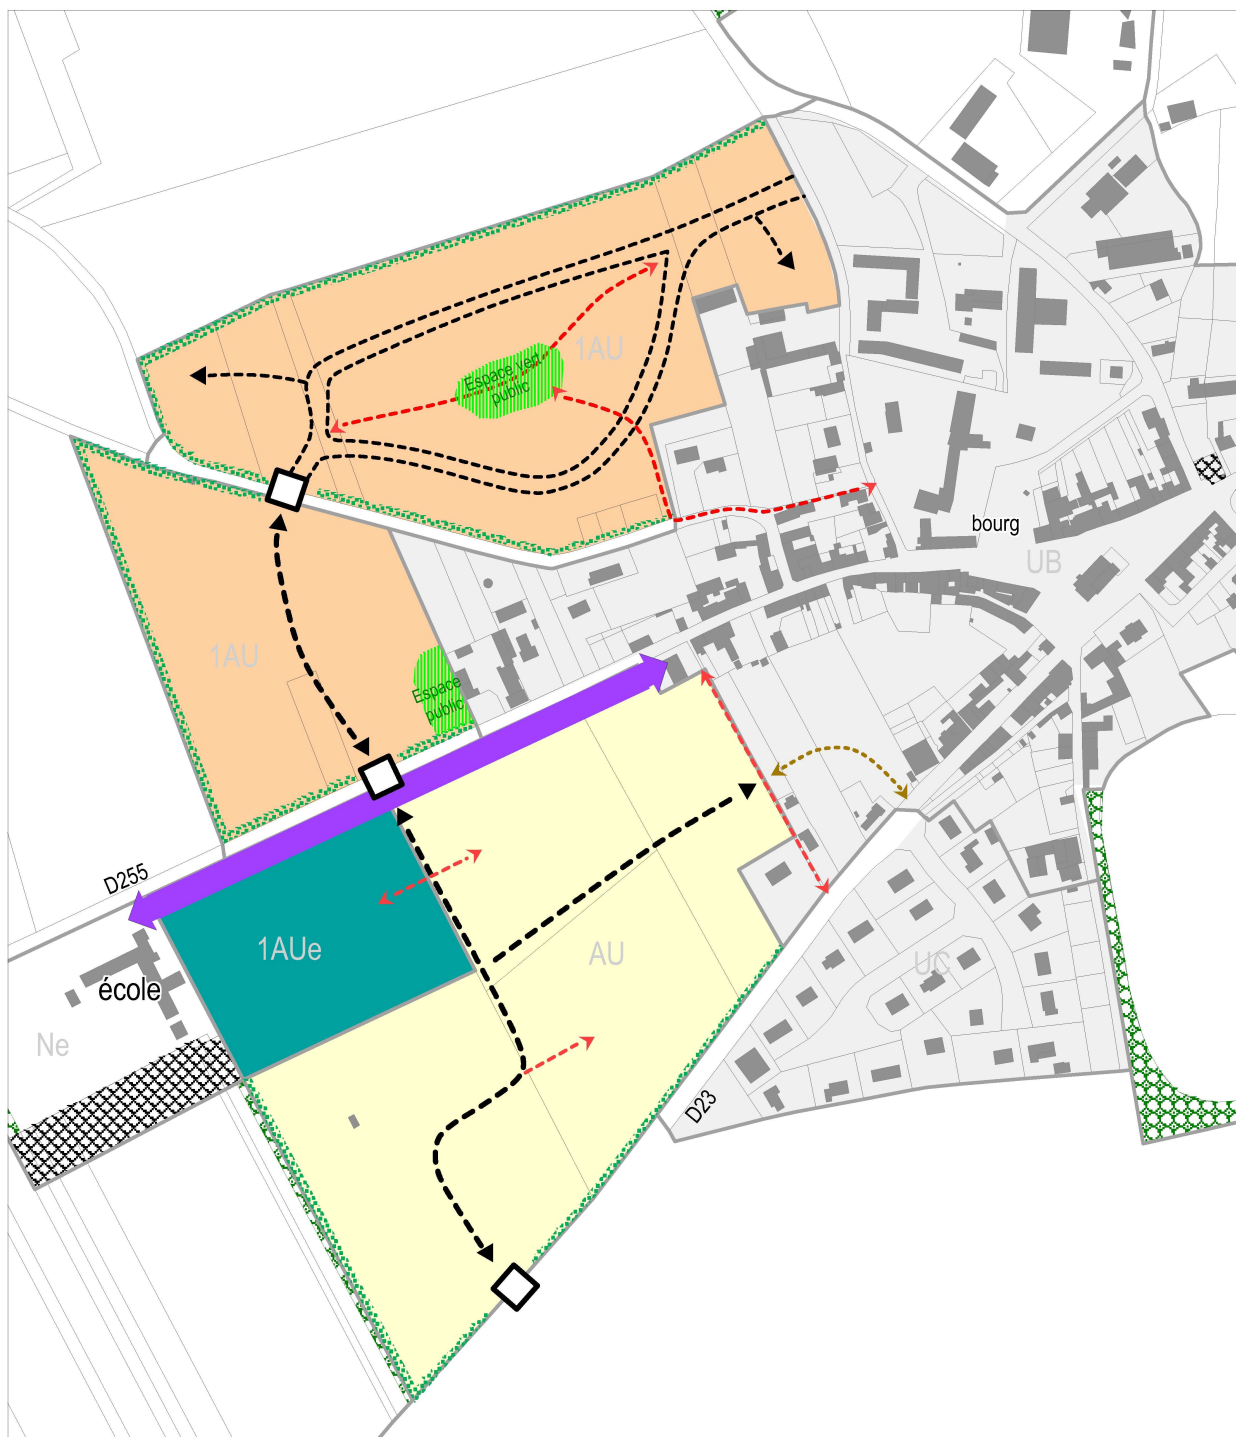 1AU
Espace vert
public
bourg
UB
1AU
Espace
public
D255
1AUe
AU
UC
école
Ne
D23